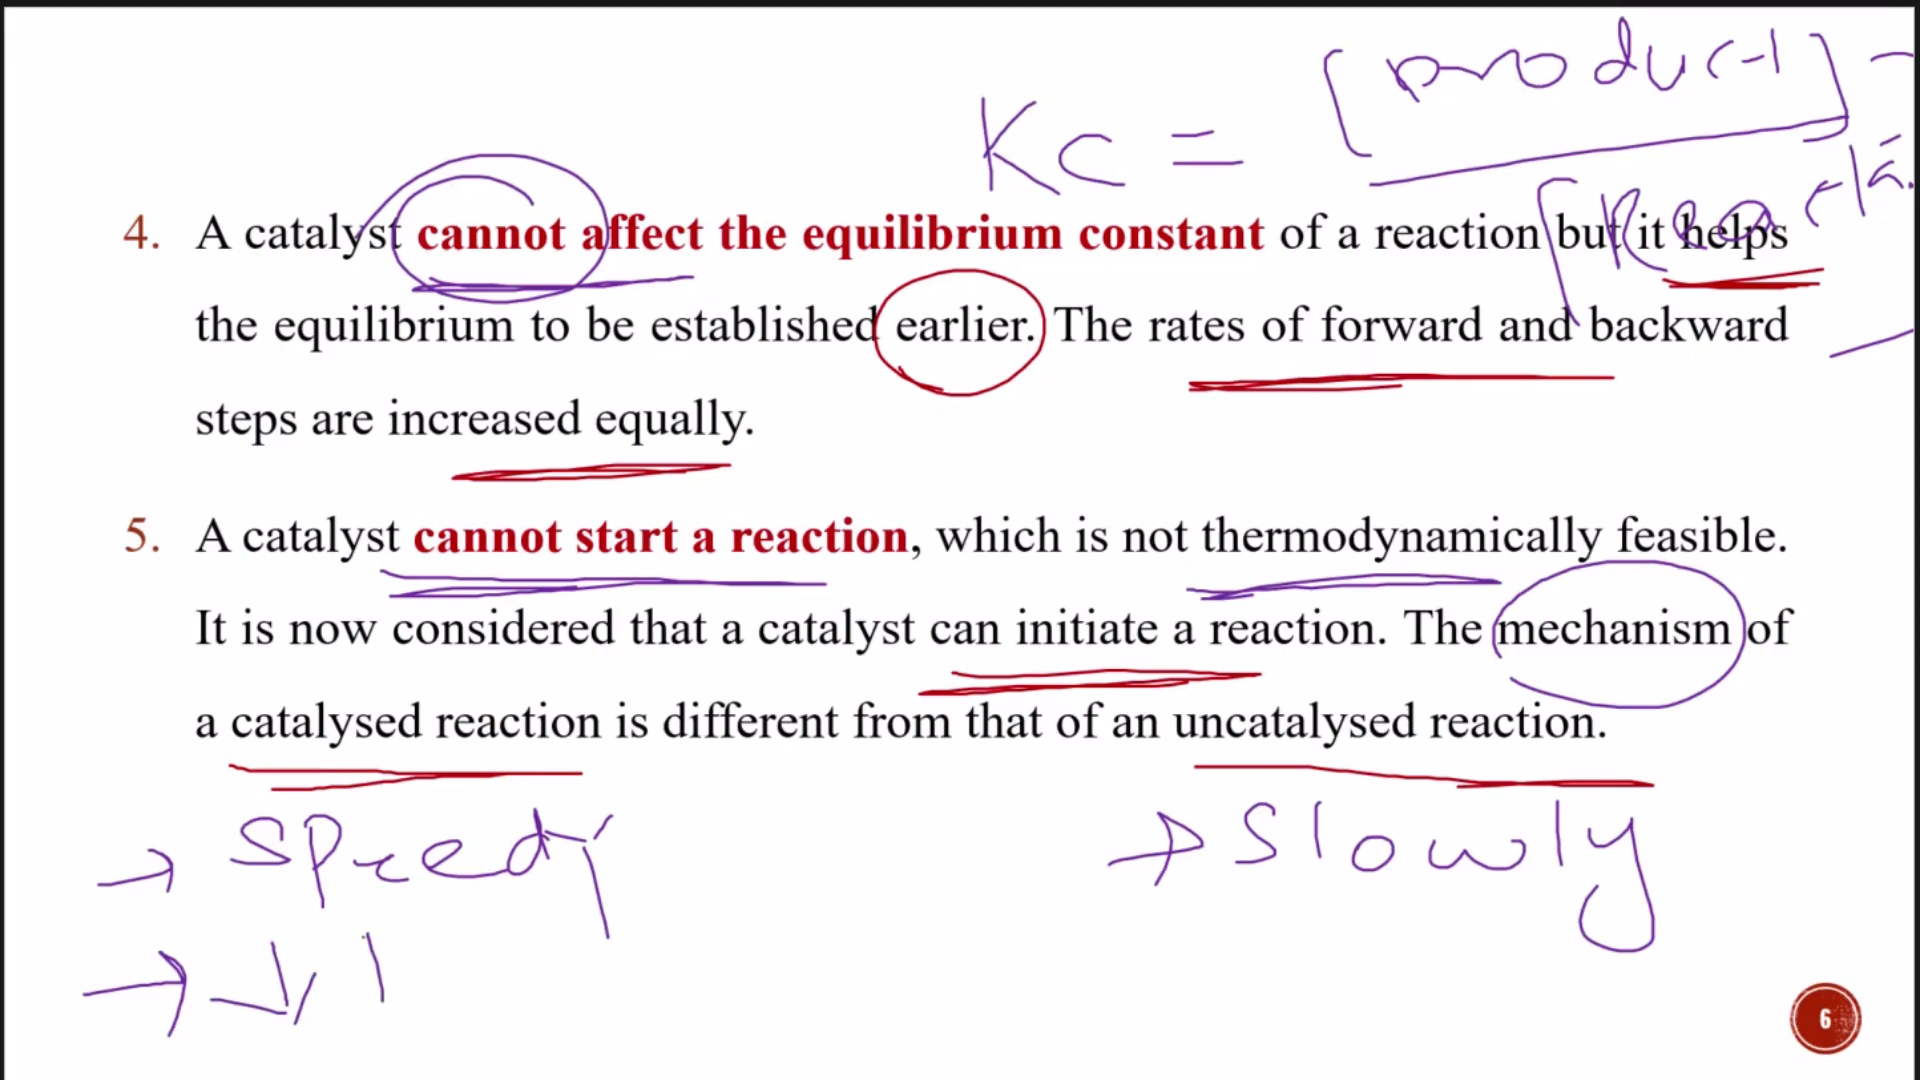 Kc = [product]
4. A catalyst cannot affect the equilibrium constant of a reaction but it helps
the equilibrium to be established earlier. The rates of forward and backward
steps are increased equally.
5. A catalyst cannot start a reaction, which is not thermodynamically feasible.
It is now considered that a catalyst can initiate a reaction. The mechanism of
a catalysed reaction is different from that of an uncatalysed reaction.
→ Speedy → Slowly
6